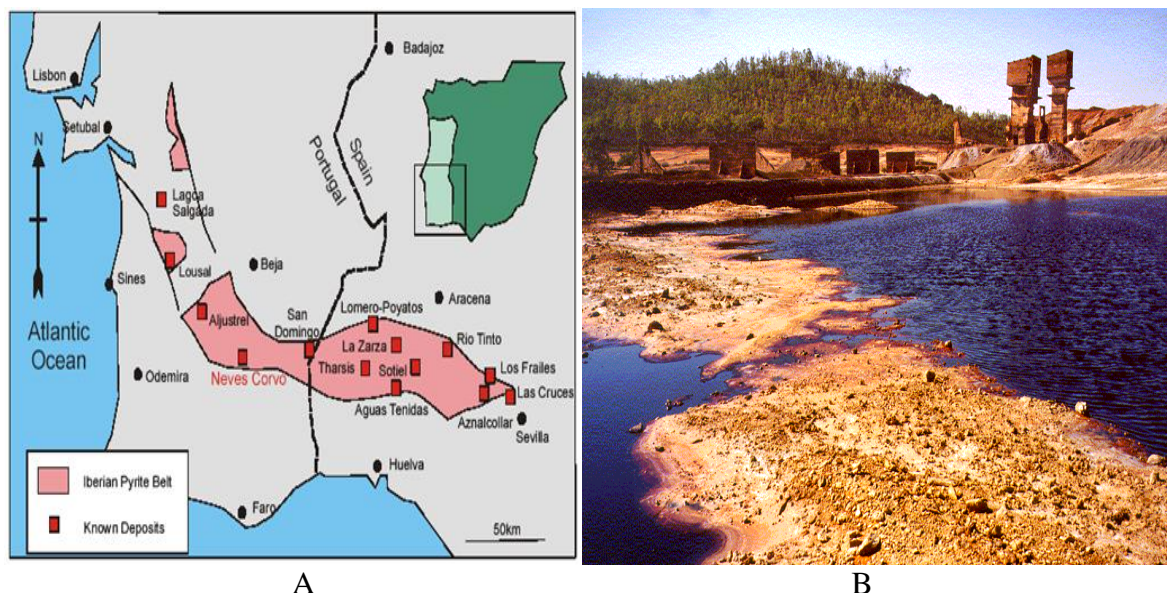 Badajoz
Lisbon
Setubal
N
Spain
Portugal
Lagoa
Salgada
Lousal
Beja
Sines
Aracena
Lomero-Poyatos
San
Domingo
Aljustrel
La Zarza
Rio Tinto
Atlantic
Ocean
Los Frailes
Tharsis
Sotiel
Odemira
Neves Corvo
Las Cruces
Aguas Tenidas
Aznalcollar
Sevilla
Huelva
Iberian Pyrite Belt
Faro
Known Deposits
50km
A
B